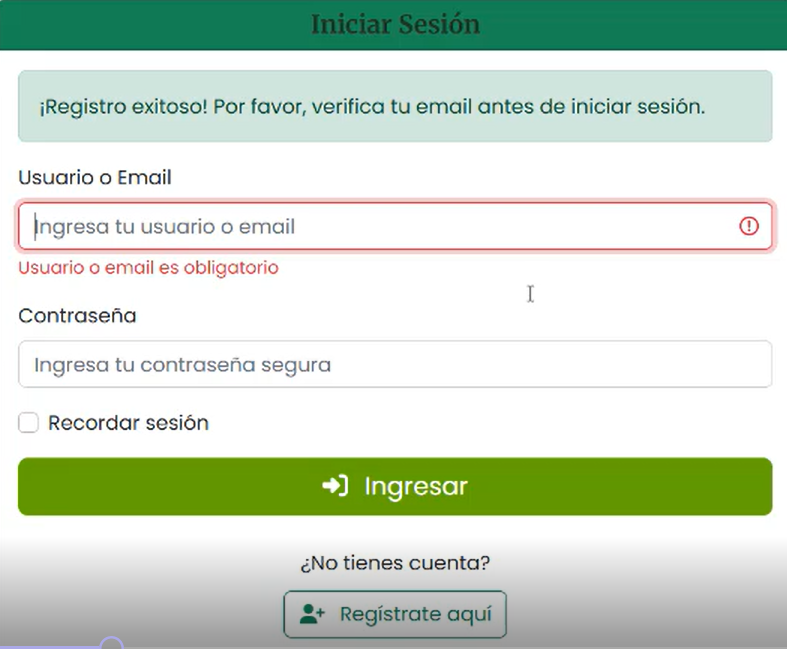 Iniciar Sesión
¡Registro exitoso! Por favor, verifica tu email antes de iniciar sesión.
Usuario o Email
Ingresa tu usuario o email
Usuario o email es obligatorio
Contraseña
Ingresa tu contraseña segura
Recordar sesión
Ingresar
¿No tienes cuenta?
Regístrate aquí